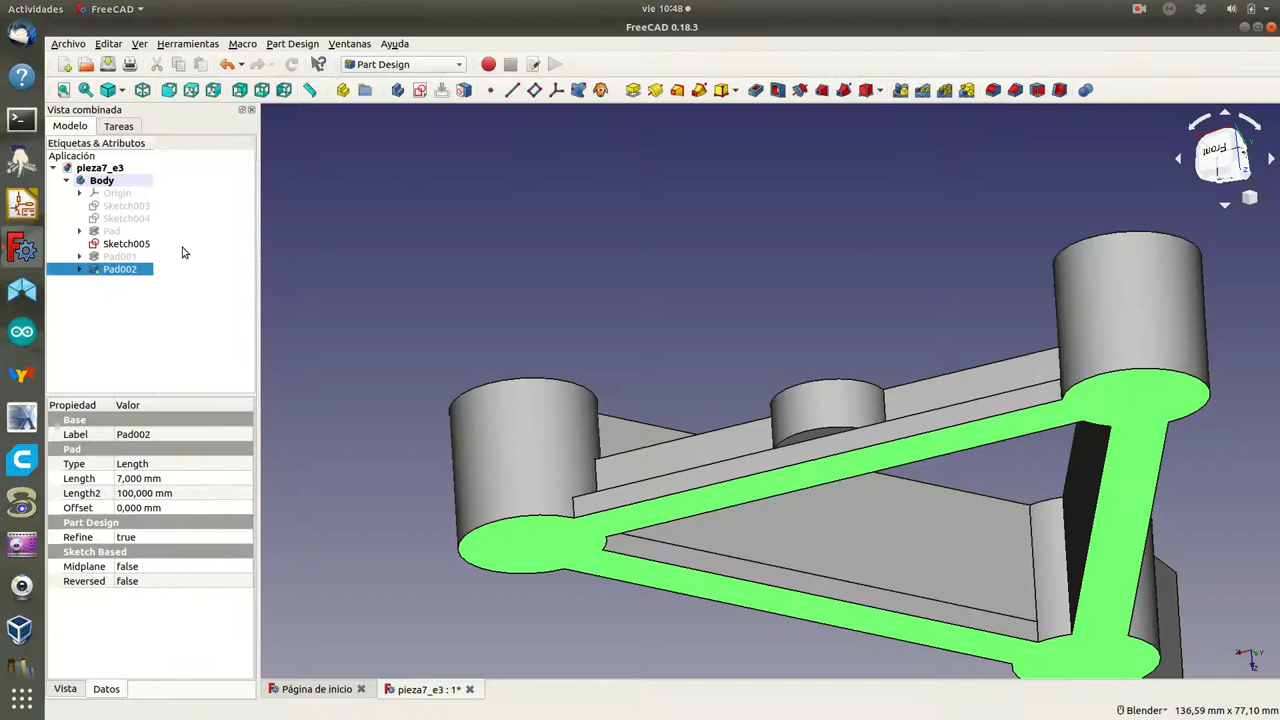 Actividades FreeCAD vie 10:48
FreeCAD 0.18.3
Archivo Editar Ver Herramientas Macro Part Design Ventanas Ayuda
Part Design
Vista combinada
Modelo Tareas
Etiquetas & Atributos
Aplicación
pieza7_e3
Body
Origin
Sketch003
Sketch004
Pad
Sketch005
Pad001
Pad002
Front
Propiedad Valor
Base
Label Pad002
Pad
Type Length
Length 7,000 mm
Length2 100,000 mm
Offset 0,000 mm
Part Design
Refine true
Sketch Based
Midplane false
Reversed false
Vista Datos
Página de inicio pieza7_e3 : 1*
Blender 136,59 mm x 77,10 mm